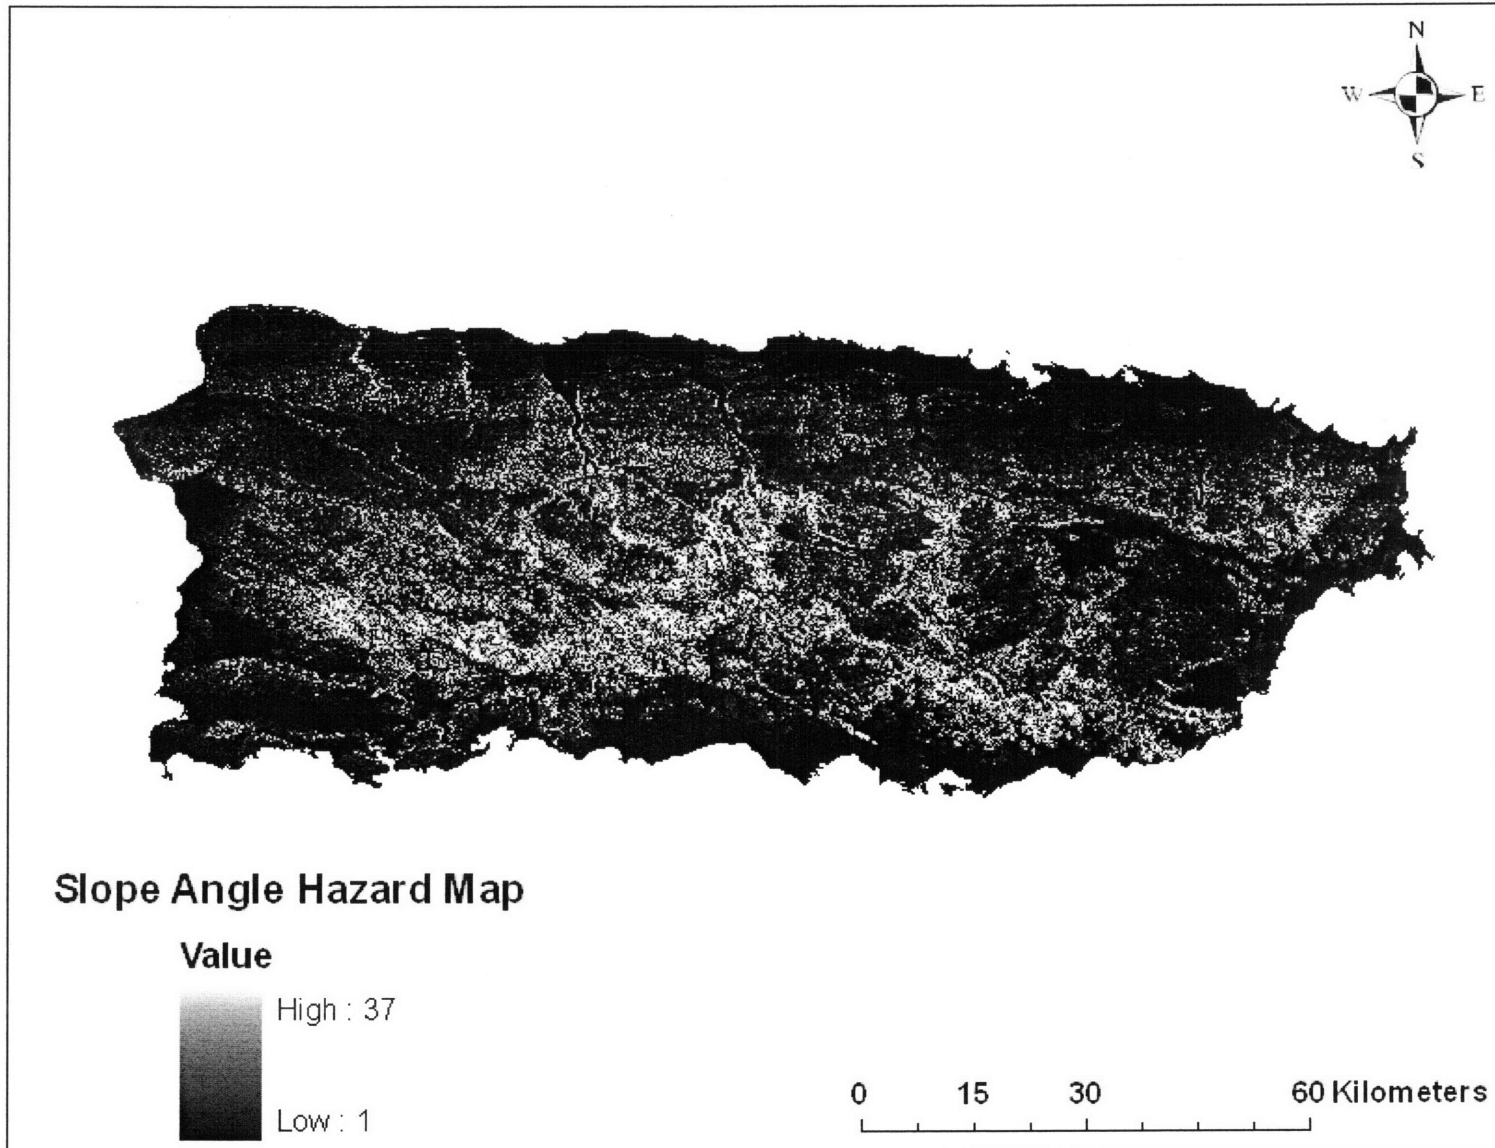 N
W E
S
Slope Angle Hazard Map
Value
High : 37
Low : 1
0 15 30 60 Kilometers